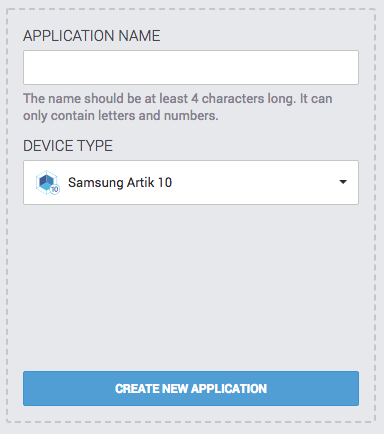 APPLICATION NAME
The name should be at least 4 characters long. It can
only contain letters and numbers.
DEVICE TYPE
10
Samsung Artik 10
CREATE NEW APPLICATION